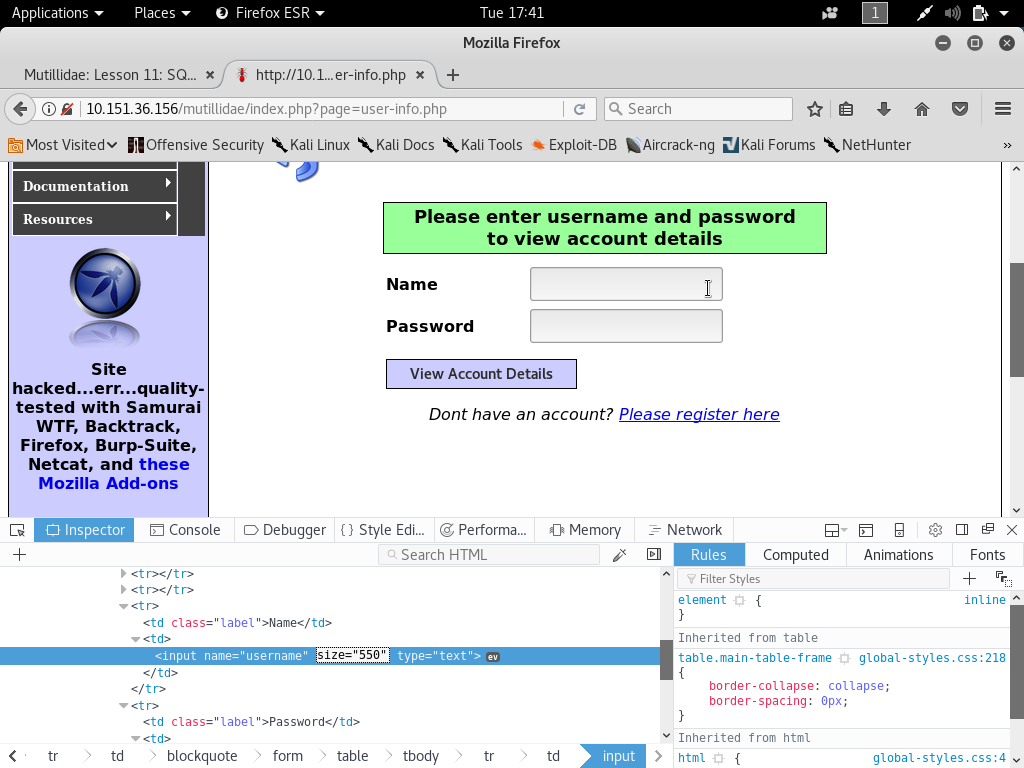 Applications Places Firefox ESR Tue 17:41 1
Mozilla Firefox
Mutillidae: Lesson 11: SQ... http://10.1...er-info.php
10.151.36.156/mutillidae/index.php?page=user-info.php Search
Most Visited Offensive Security Kali Linux Kali Docs Kali Tools Exploit-DB Aircrack-ng Kali Forums NetHunter »
Documentation
Resources
Site
hacked...err...quality-
tested with Samurai
WTF, Backtrack,
Firefox, Burp-Suite,
Netcat, and these
Mozilla Add-ons
Please enter username and password
to view account details
Name
Password
View Account Details
Dont have an account? Please register here
Inspector Console Debugger Style Edi... Performa... Memory Network
Search HTML
<tr></tr>
<tr></tr>
<tr>
<td class="label">Name</td>
<td>
<input name="username" size="550" type="text"> ev
</td>
</tr>
<tr>
<td class="label">Password</td>
<td>
tr td blockquote form table tbody tr td input
Rules Computed Animations Fonts
Filter Styles
element { inline
}
Inherited from table
table.main-table-frame global-styles.css:218
{
border-collapse: collapse;
border-spacing: 0px;
}
Inherited from html
html { global-styles.css:4